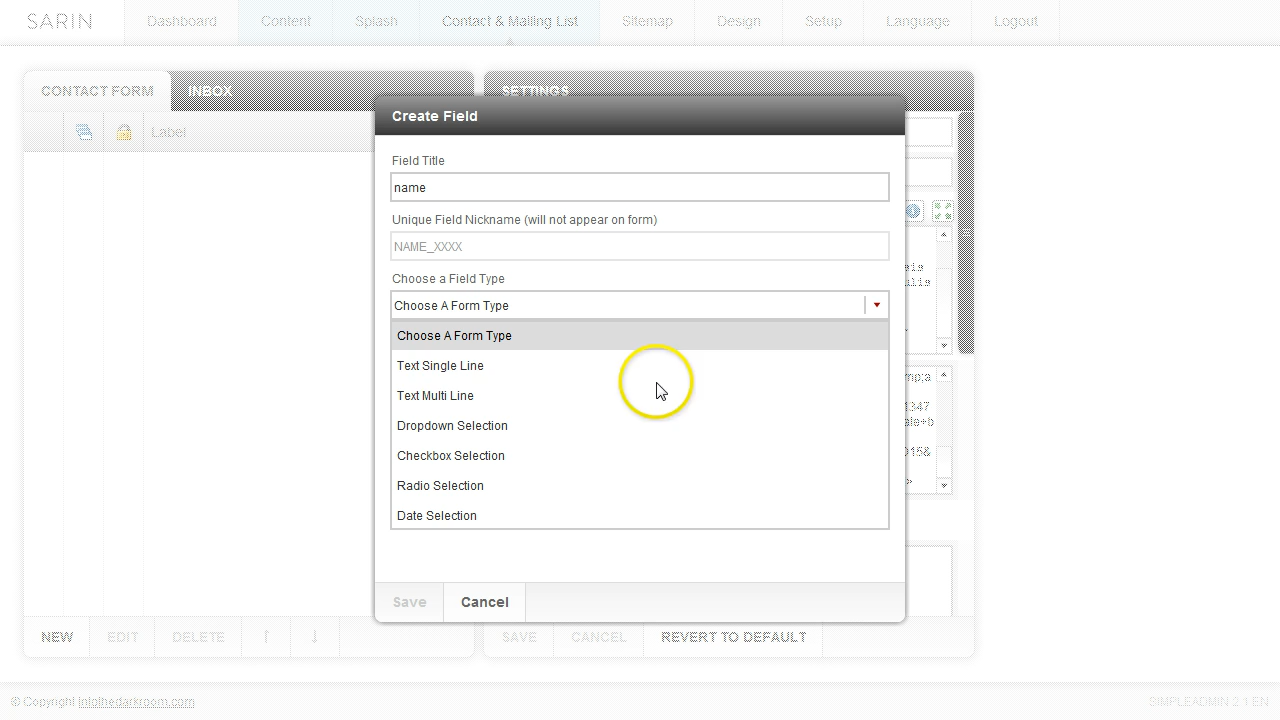 SARIN Dashboard Content Splash Contact & Mailing List Sitemap Design Setup Language Logout
CONTACT FORM INBOX SETTINGS
Label
Create Field
Field Title
name
Unique Field Nickname (will not appear on form)
NAME_XXXX
Choose a Field Type
Choose A Form Type
Choose A Form Type
Text Single Line
Text Multi Line
Dropdown Selection
Checkbox Selection
Radio Selection
Date Selection
Save Cancel
NEW EDIT DELETE SAVE CANCEL REVERT TO DEFAULT
© Copyright jointhedarkroom.com SIMPLEADMIN 2.1 EN